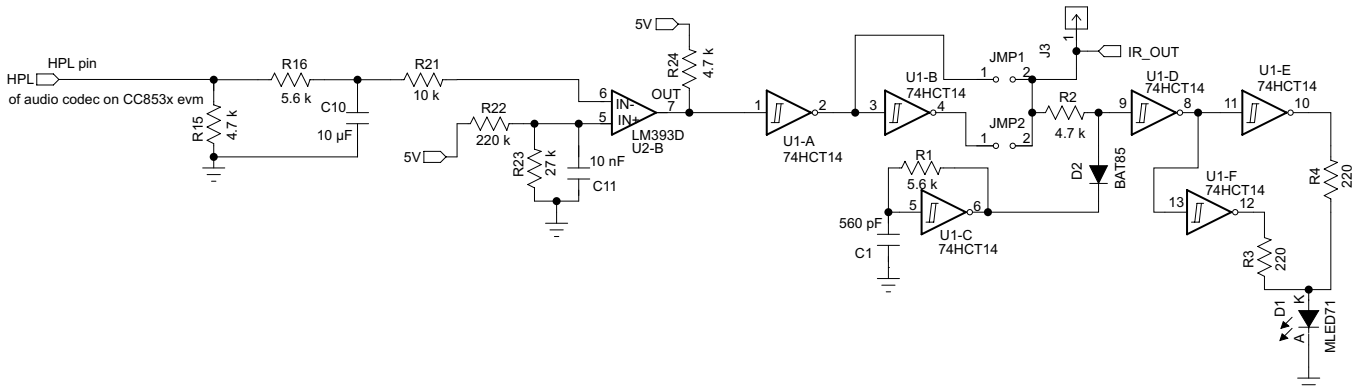 HPL
HPL pin
of audio codec on CC853x evm
R15
4.7 k
R16
5.6 k
C10
10 µF
R21
10 k
5V
R22
220 k
R23
27 k
10 nF
C11
5V
R24
4.7 k
6
IN-
5
IN+
OUT
7
LM393D
U2-B
1
2
U1-A
74HCT14
U1-B
74HCT14
3
4
JMP1
1
2
JMP2
1
2
J3
1
IR_OUT
R2
4.7 k
R1
5.6 k
5
6
U1-C
74HCT14
560 pF
C1
D2
BAT85
U1-D
74HCT14
9
8
U1-E
74HCT14
11
10
U1-F
74HCT14
13
12
R4
220
R3
220
D1
K
A
MLED71